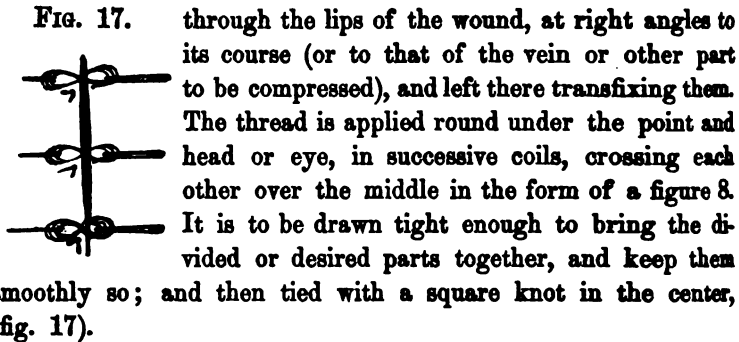 FIG. 17.
through the lips of the wound, at right angles to
its course (or to that of the vein or other part
to be compressed), and left there transfixing them.
The thread is applied round under the point and
head or eye, in successive coils, crossing each
other over the middle in the form of a figure 8.
It is to be drawn tight enough to bring the di-
vided or desired parts together, and keep them
moothly so; and then tied with a square knot in the center,
fig. 17).